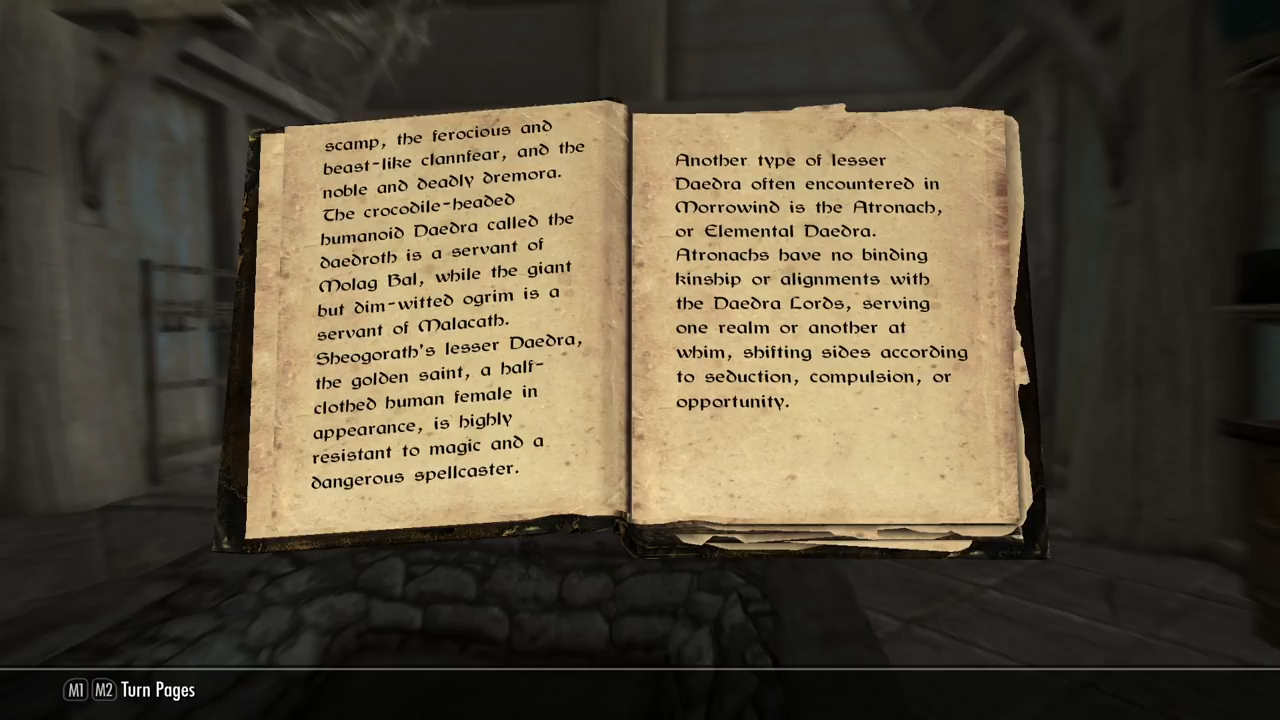 scamp, the ferocious and
beast-like clannfear, and the
noble and deadly dremora.
The crocodile-headed
humanoid Daedra called the
daedroth is a servant of
Molag Bal, while the giant
but dim-witted ogrim is a
servant of Malacath.
Sheogorath's lesser Daedra,
the golden saint, a half-
clothed human female in
appearance, is highly
resistant to magic and a
dangerous spellcaster.
Another type of lesser
Daedra often encountered in
Morrowind is the Atronach,
or Elemental Daedra.
Atronachs have no binding
kinship or alignments with
the Daedra Lords, serving
one realm or another at
whim, shifting sides according
to seduction, compulsion, or
opportunity.
M1 M2 Turn Pages